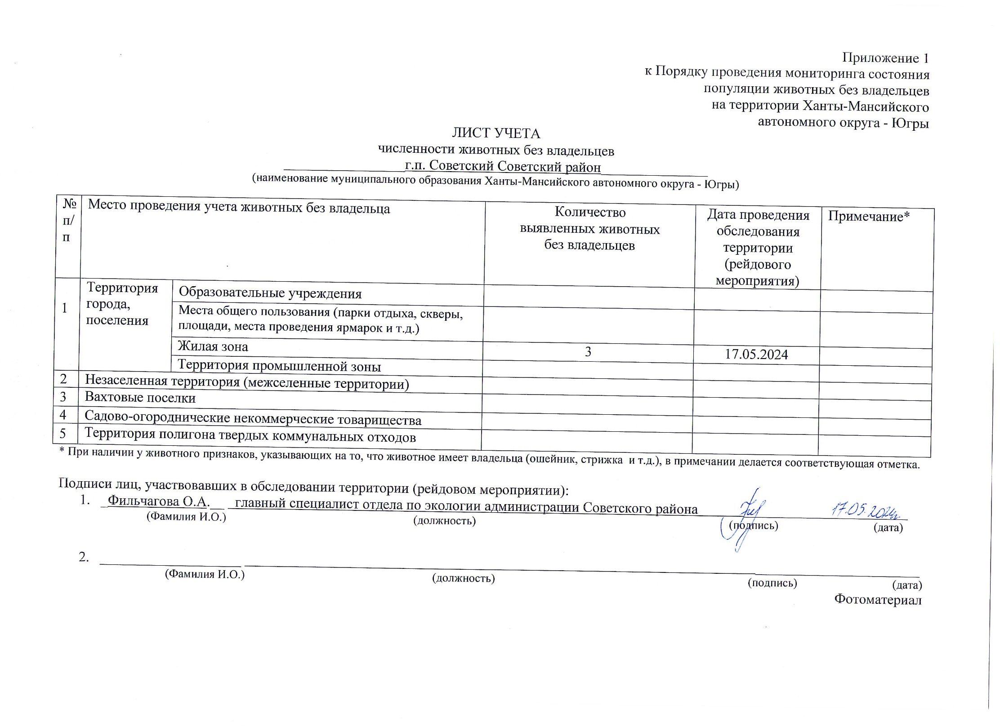 Приложение 1
к Порядку проведения мониторинга состояния
популяции животных без владельцев
на территории Ханты-Мансийского
автономного округа - Югры
ЛИСТ УЧЕТА
численности животных без владельцев
г.п. Советский Советский район
(наименование муниципального образования Ханты-Мансийского автономного округа - Югры)
№ п/п
Место проведения учета животных без владельца
Количество
выявленных животных
без владельцев
Дата проведения
обследования
территории
(рейдового
мероприятия)
Примечание*
1
Территория
города,
поселения
Образовательные учреждения
Места общего пользования (парки отдыха, скверы,
площади, места проведения ярмарок и т.д.)
Жилая зона 3 17.05.2024
Территория промышленной зоны
2 Незаселенная территория (межселенные территории)
3 Вахтовые поселки
4 Садово-огороднические некоммерческие товарищества
5 Территория полигона твердых коммунальных отходов
* При наличии у животного признаков, указывающих на то, что животное имеет владельца (ошейник, стрижка и т.д.), в примечании делается соответствующая отметка.
Подписи лиц, участвовавших в обследовании территории (рейдовом мероприятии):
1. _Фильчагова О.А.__ главный специалист отдела по экологии администрации Советского района 17.05.2024г
(Фамилия И.О.) (должность) (подпись) (дата)
2.
(Фамилия И.О.) (должность) (подпись) (дата)
Фотоматериал